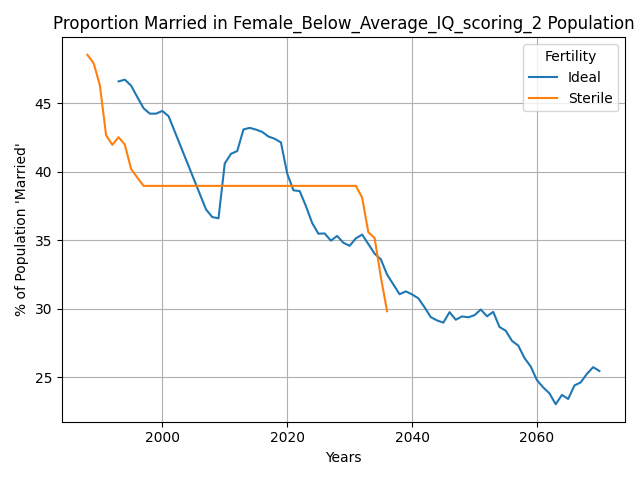 Proportion Married in Female_Below_Average_IQ_scoring_2 Population
Fertility
Ideal
Sterile
% of Population 'Married'
45
40
35
30
25
2000
2020
2040
2060
Years